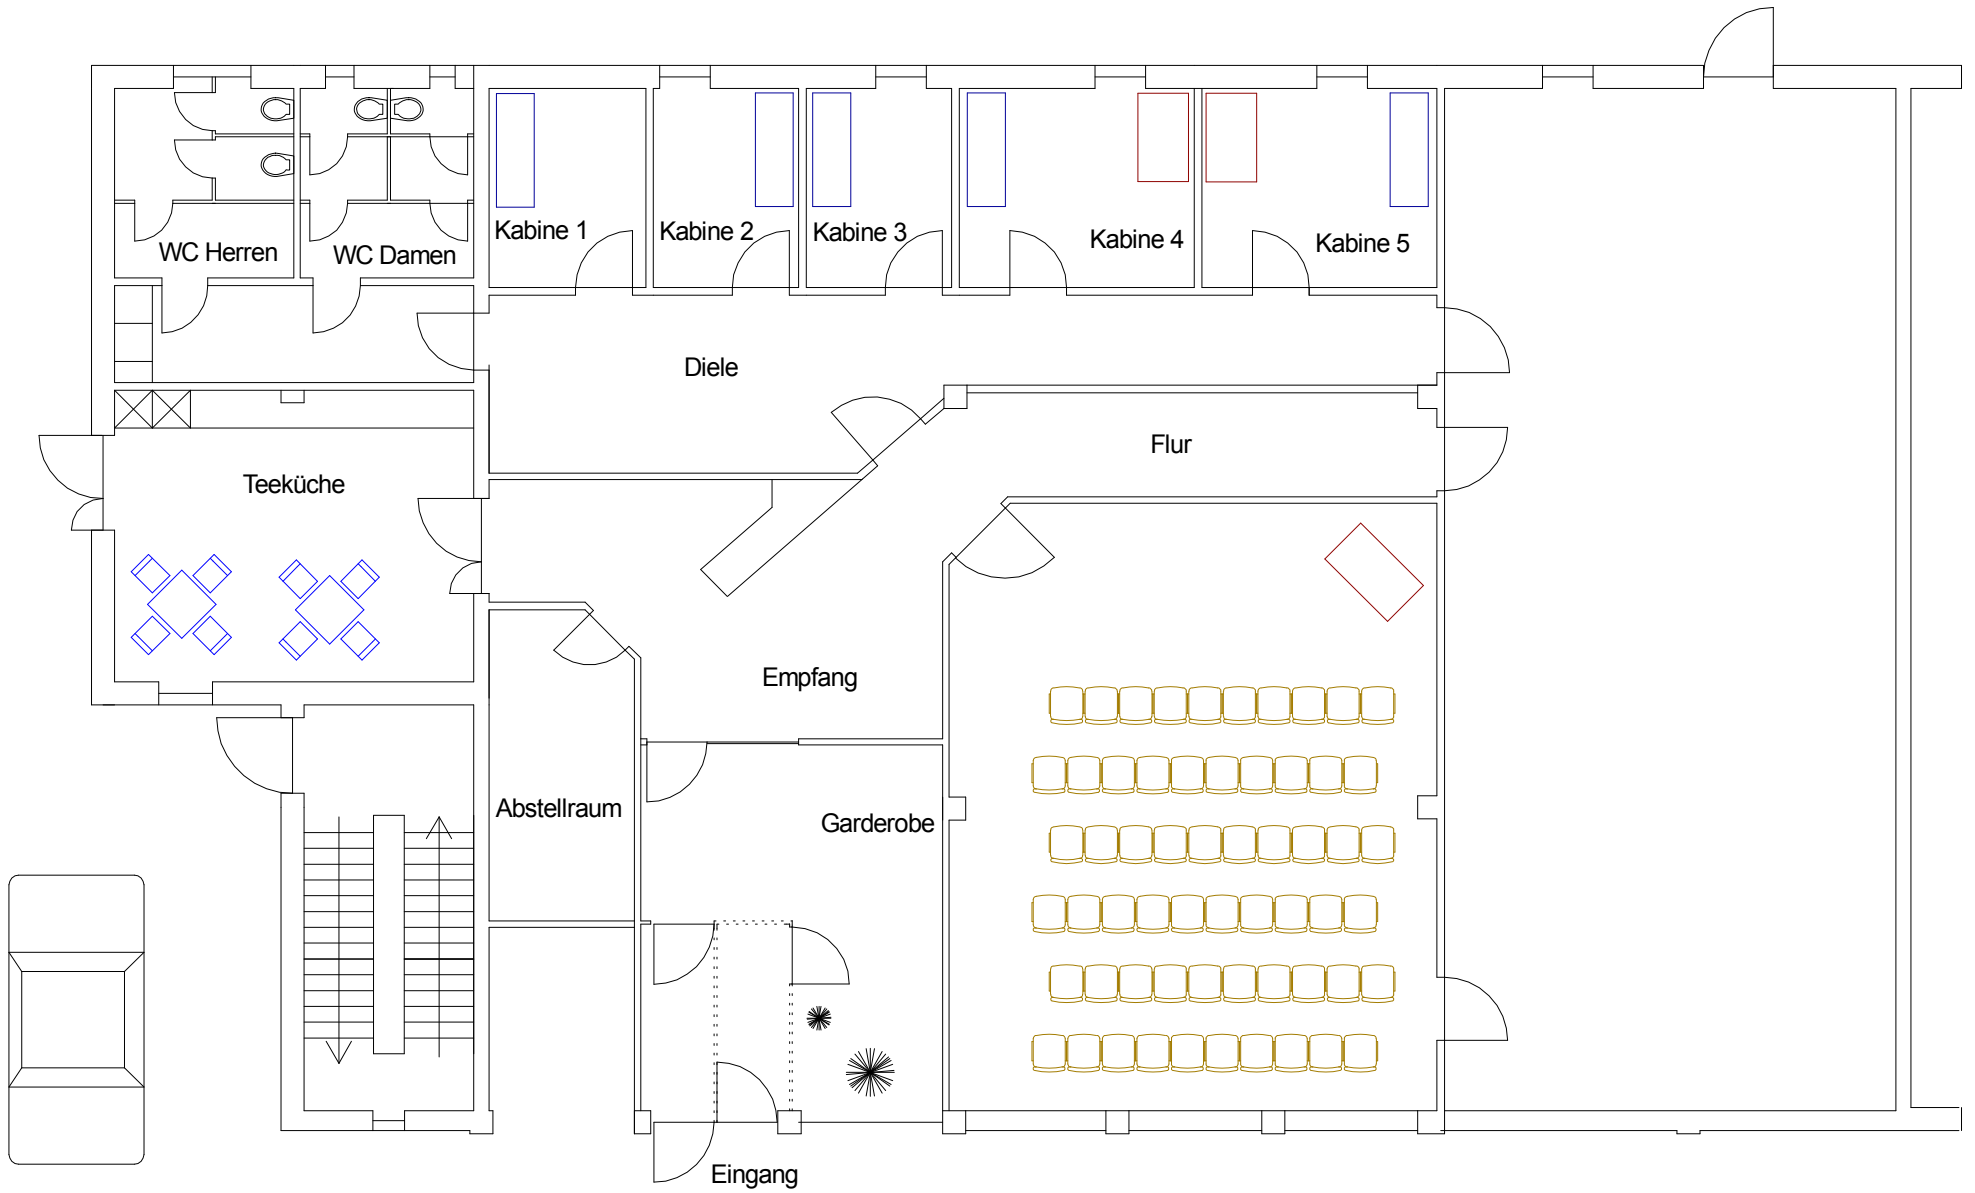 Kabine 1
Kabine 2
Kabine 3
Kabine 4
Kabine 5
WC Herren
WC Damen
Diele
Flur
Teeküche
Empfang
Abstellraum
Garderobe
Eingang